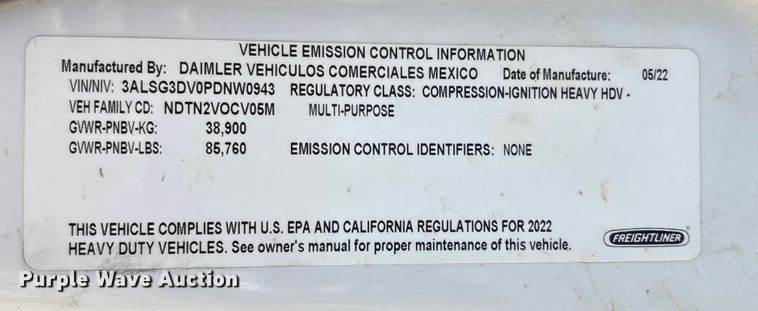 VEHICLE EMISSION CONTROL INFORMATION
Manufactured By: DAIMLER VEHICULOS COMERCIALES MEXICO Date of Manufacture: 05/22
VIN/NIV: 3ALSG3DV0PDNW0943 REGULATORY CLASS: COMPRESSION-IGNITION HEAVY HDV -
VEH FAMILY CD: NDTN2VOCV05M MULTI-PURPOSE
GVWR-PNBV-KG: 38,900
GVWR-PNBV-LBS: 85,760 EMISSION CONTROL IDENTIFIERS: NONE
THIS VEHICLE COMPLIES WITH U.S. EPA AND CALIFORNIA REGULATIONS FOR 2022
HEAVY DUTY VEHICLES. See owner's manual for proper maintenance of this vehicle.
FREIGHTLINER
Purple Wave Auction